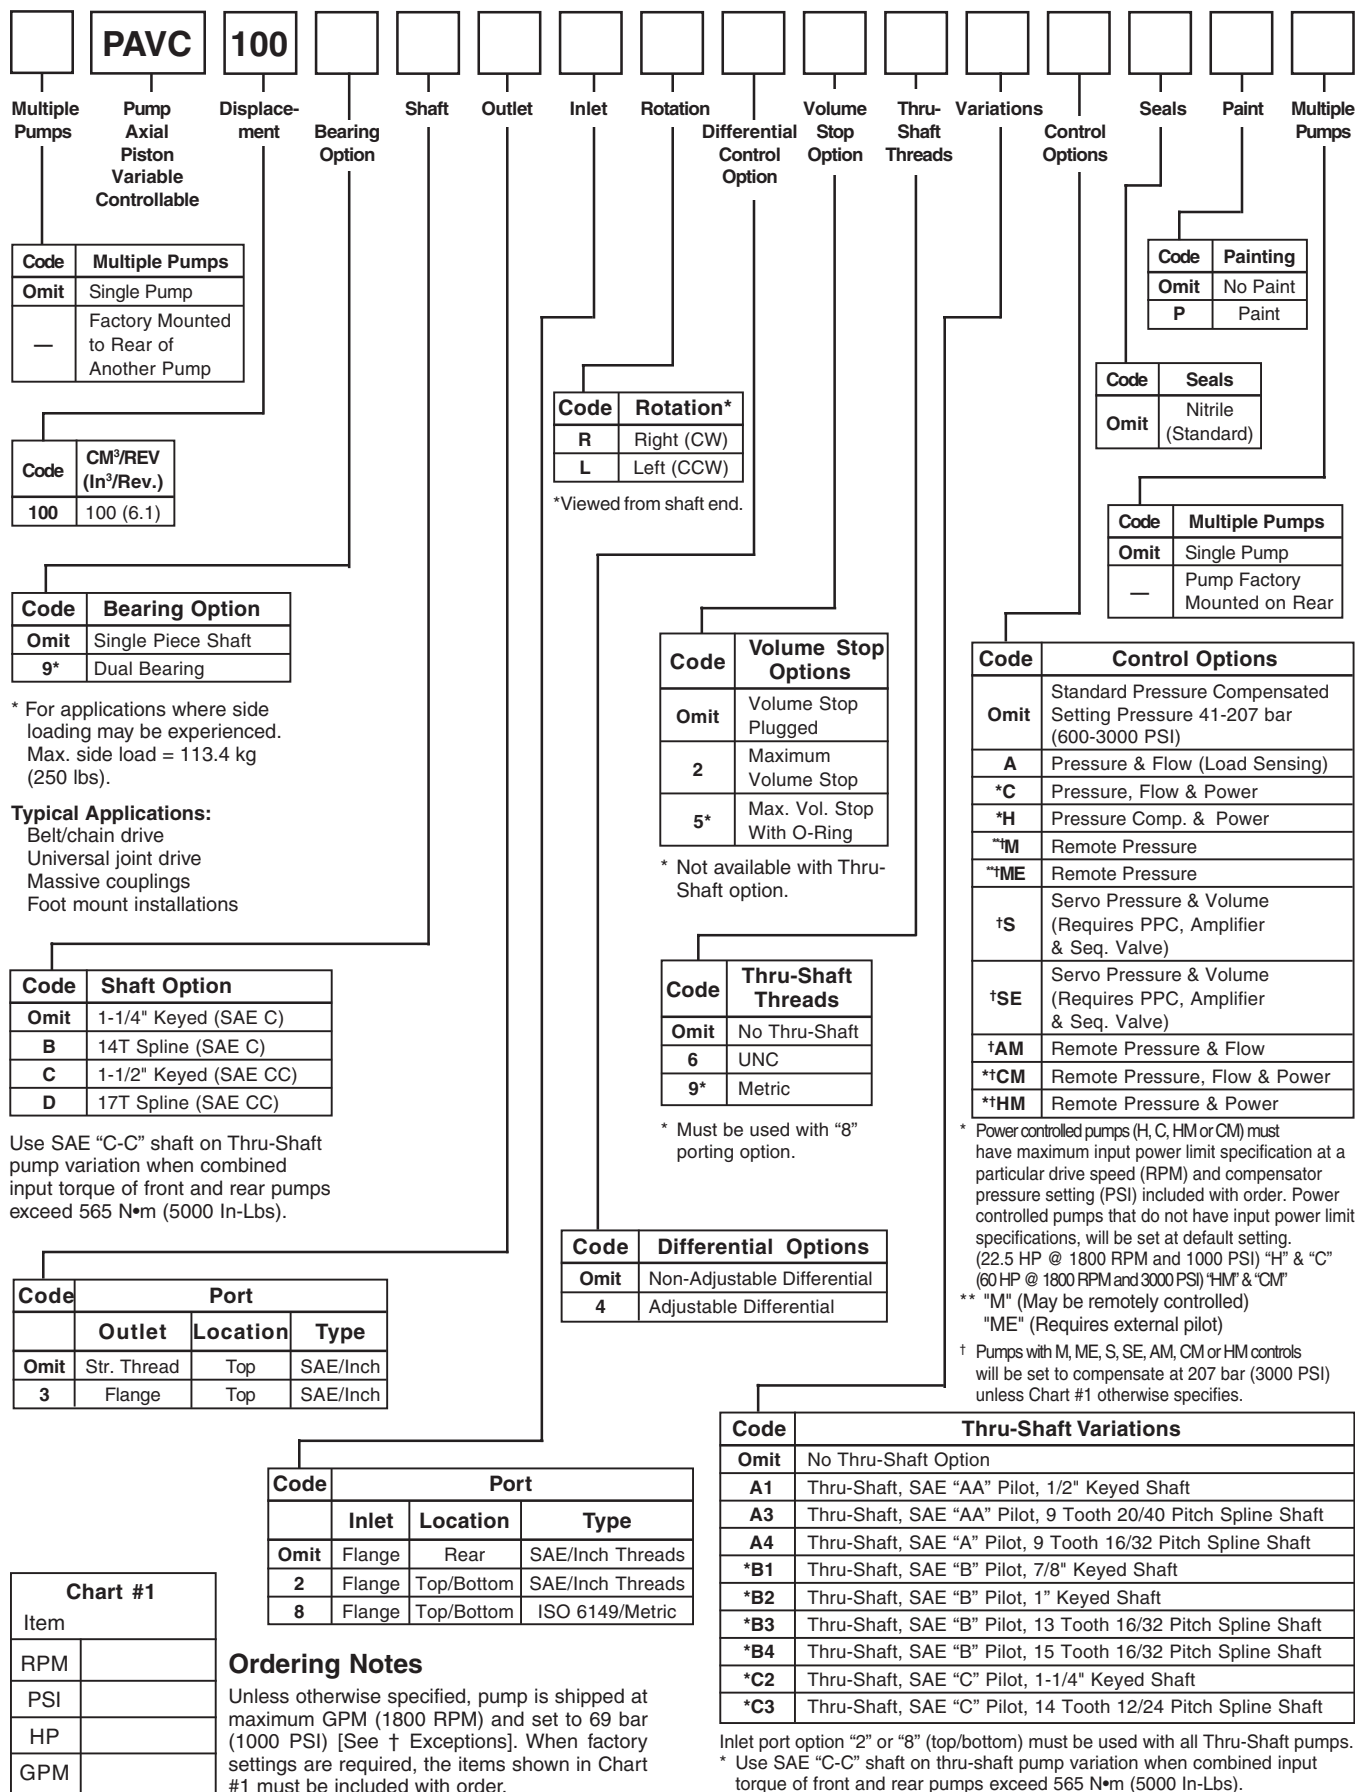 PAVC 100
Multiple Pumps
Pump Axial Piston Variable Controllable
Displace-ment
Bearing Option
Shaft
Outlet
Inlet
Rotation
Differential Control Option
Volume Stop Option
Thru-Shaft Threads
Variations
Control Options
Seals
Paint
Multiple Pumps
Code Multiple Pumps
Omit Single Pump
— Factory Mounted
to Rear of
Another Pump
Code CM³/REV
(In³/Rev.)
100 100 (6.1)
Code Bearing Option
Omit Single Piece Shaft
9* Dual Bearing
* For applications where side
loading may be experienced.
Max. side load = 113.4 kg
(250 lbs).
Typical Applications:
Belt/chain drive
Universal joint drive
Massive couplings
Foot mount installations
Code Shaft Option
Omit 1-1/4" Keyed (SAE C)
B 14T Spline (SAE C)
C 1-1/2" Keyed (SAE CC)
D 17T Spline (SAE CC)
Use SAE “C-C” shaft on Thru-Shaft
pump variation when combined
input torque of front and rear pumps
exceed 565 N•m (5000 In-Lbs).
Code Port
Outlet Location Type
Omit Str. Thread Top SAE/Inch
3 Flange Top SAE/Inch
Code Port
Inlet Location Type
Omit Flange Rear SAE/Inch Threads
2 Flange Top/Bottom SAE/Inch Threads
8 Flange Top/Bottom ISO 6149/Metric
Code Rotation*
R Right (CW)
L Left (CCW)
*Viewed from shaft end.
Code Differential Options
Omit Non-Adjustable Differential
4 Adjustable Differential
Code Volume Stop
Options
Omit Volume Stop
Plugged
2 Maximum
Volume Stop
5* Max. Vol. Stop
With O-Ring
* Not available with Thru-
Shaft option.
Code Thru-Shaft
Threads
Omit No Thru-Shaft
6 UNC
9* Metric
* Must be used with “8”
porting option.
Code Painting
Omit No Paint
P Paint
Code Seals
Omit Nitrile
(Standard)
Code Multiple Pumps
Omit Single Pump
— Pump Factory
Mounted on Rear
Code Control Options
Omit Standard Pressure Compensated
Setting Pressure 41-207 bar
(600-3000 PSI)
A Pressure & Flow (Load Sensing)
*C Pressure, Flow & Power
*H Pressure Comp. & Power
**†M Remote Pressure
**†ME Remote Pressure
†S Servo Pressure & Volume
(Requires PPC, Amplifier
& Seq. Valve)
†SE Servo Pressure & Volume
(Requires PPC, Amplifier
& Seq. Valve)
†AM Remote Pressure & Flow
*†CM Remote Pressure, Flow & Power
*†HM Remote Pressure & Power
* Power controlled pumps (H, C, HM or CM) must
have maximum input power limit specification at a
particular drive speed (RPM) and compensator
pressure setting (PSI) included with order. Power
controlled pumps that do not have input power limit
specifications, will be set at default setting.
(22.5 HP @ 1800 RPM and 1000 PSI) “H” & “C”
(60 HP @ 1800 RPM and 3000 PSI) “HM” & “CM”
** "M" (May be remotely controlled)
"ME" (Requires external pilot)
† Pumps with M, ME, S, SE, AM, CM or HM controls
will be set to compensate at 207 bar (3000 PSI)
unless Chart #1 otherwise specifies.
Code Thru-Shaft Variations
Omit No Thru-Shaft Option
A1 Thru-Shaft, SAE “AA” Pilot, 1/2" Keyed Shaft
A3 Thru-Shaft, SAE “AA” Pilot, 9 Tooth 20/40 Pitch Spline Shaft
A4 Thru-Shaft, SAE “A” Pilot, 9 Tooth 16/32 Pitch Spline Shaft
*B1 Thru-Shaft, SAE “B” Pilot, 7/8" Keyed Shaft
*B2 Thru-Shaft, SAE “B” Pilot, 1” Keyed Shaft
*B3 Thru-Shaft, SAE “B” Pilot, 13 Tooth 16/32 Pitch Spline Shaft
*B4 Thru-Shaft, SAE “B” Pilot, 15 Tooth 16/32 Pitch Spline Shaft
*C2 Thru-Shaft, SAE “C” Pilot, 1-1/4" Keyed Shaft
*C3 Thru-Shaft, SAE “C” Pilot, 14 Tooth 12/24 Pitch Spline Shaft
Inlet port option “2” or “8” (top/bottom) must be used with all Thru-Shaft pumps.
* Use SAE “C-C” shaft on thru-shaft pump variation when combined input
torque of front and rear pumps exceed 565 N•m (5000 In-Lbs).
Chart #1
Item
RPM
PSI
HP
GPM
Ordering Notes
Unless otherwise specified, pump is shipped at
maximum GPM (1800 RPM) and set to 69 bar
(1000 PSI) [See † Exceptions]. When factory
settings are required, the items shown in Chart
#1 must be included with order.